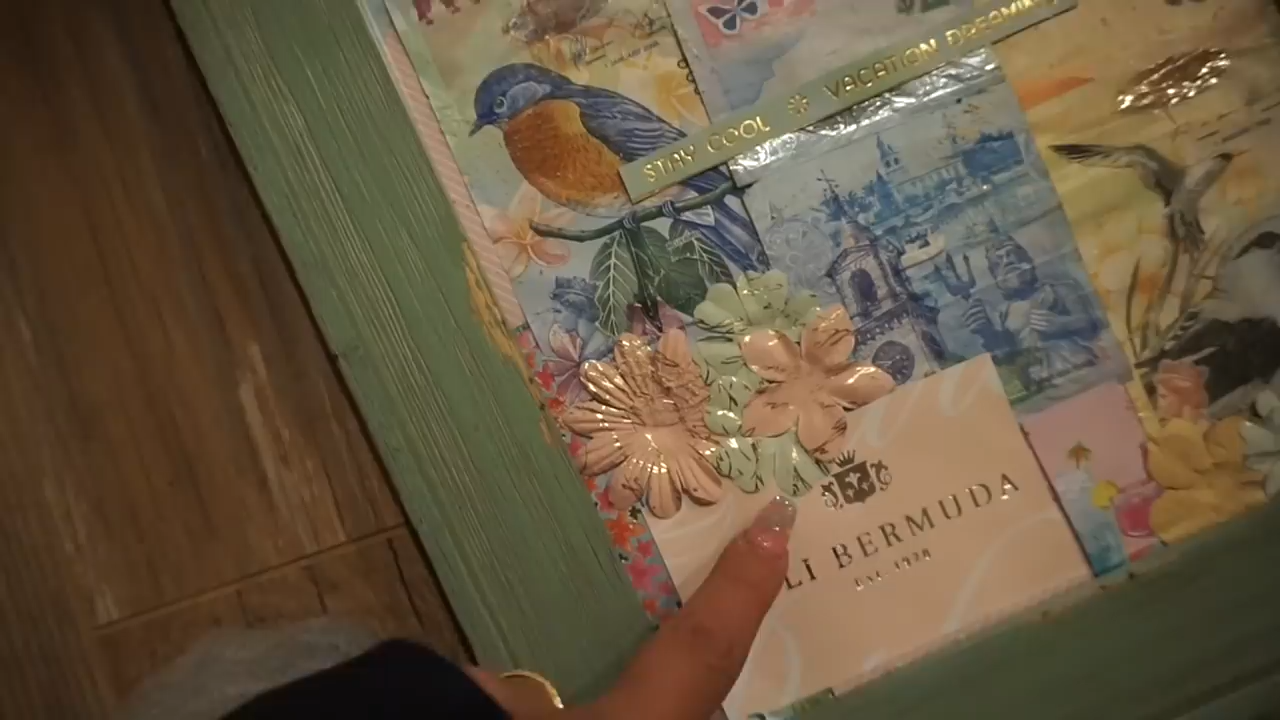 STAY COOL ✻ VACATION DREAMIN'
LI BERMUDA
EST. 1928